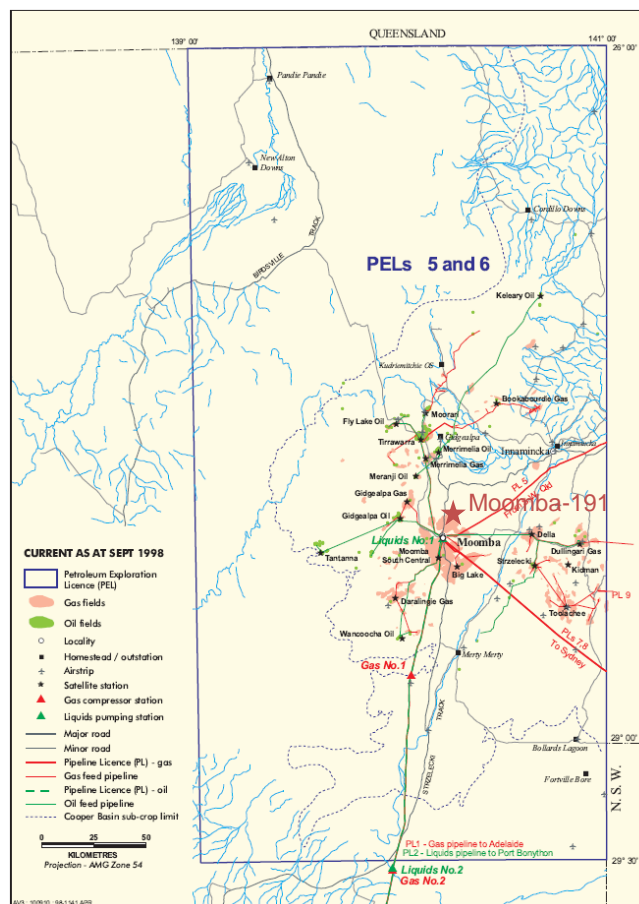 QUEENSLAND
139° 00'
141° 00'
26° 00'
Pandie Pandie
New Alton
Downs
Cordillo Downs
TRACK
BIRDSVILLE
PELs 5 and 6
Keleary Oil
Kudriemitchie OS
Bookabourdie Gas
Mooran
Fly Lake Oil
Gidgealpa
Tirrawarra
Merrimelia Oil
Innamincka
Merrimelia Gas
Meranji Oil
PL 5
Gidgealpa Gas
Moomba-191
Gidgealpa Oil
Liquids No.1
Moomba
Della
Tantanna
Moomba
South Central
Strzelecki
Dullingari Gas
Big Lake
Kidman
PL 9
Daralingie Gas
Toolachee
Wancoocha Oil
PLs 7,8
To Sydney
Merty Merty
Gas No.1
TRACK
STRZELECKI
29° 00'
Bollards Lagoon
Fortville Bore
N. S. W.
CURRENT AS AT SEPT 1998
Petroleum Exploration
Licence (PEL)
Gas fields
Oil fields
Locality
Homestead / outstation
Airstrip
Satellite station
Gas compressor station
Liquids pumping station
Major road
Minor road
Pipeline Licence (PL) - gas
Gas feed pipeline
Pipeline Licence (PL) - oil
Oil feed pipeline
Cooper Basin sub-crop limit
0 25 50
KILOMETRES
Projection - AMG Zone 54
PL1 - Gas pipeline to Adelaide
PL2 - Liquids pipeline to Port Bonython
29° 30'
Liquids No.2
Gas No.2